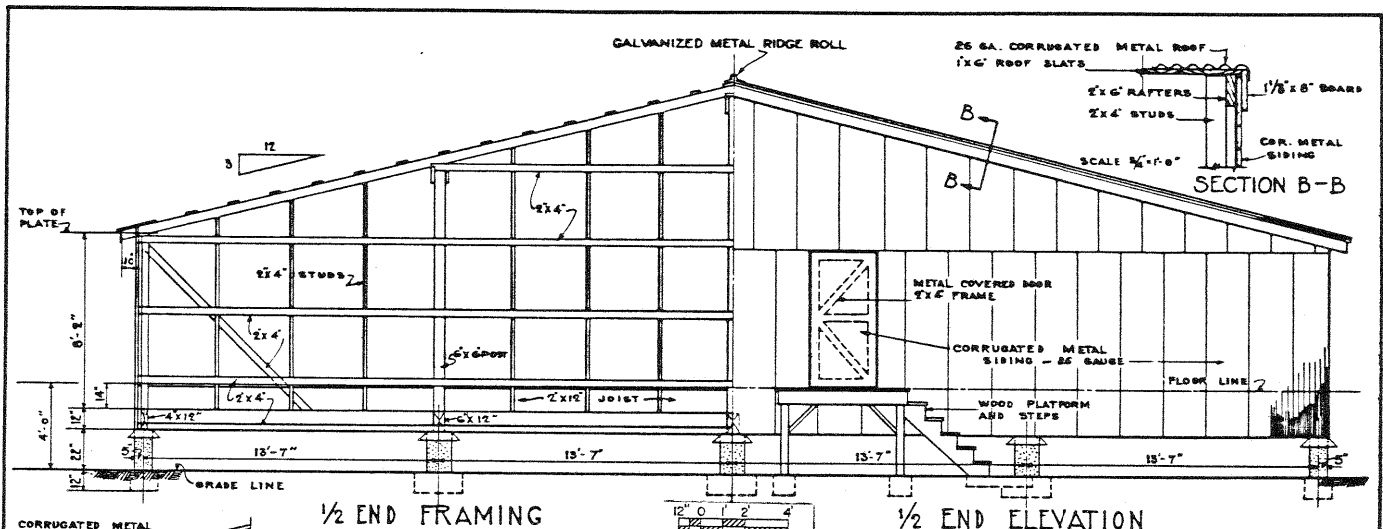 GALVANIZED METAL RIDGE ROLL
26 GA. CORRUGATED METAL ROOF
1"X6" ROOF SLATS
2"X6" RAFTERS
1 1/8" X 8" BOARD
2"X4" STUDS
COR. METAL
SIDING
SCALE 3/4"=1'-0"
SECTION B-B
B
B
12
3
TOP OF
PLATE
2"X4"
2"X4" STUDS
METAL COVERED DOOR
2"X6" FRAME
8'-2"
2"X4"
6"X6" POST
CORRUGATED METAL
SIDING - 26 GAUGE
FLOOR LINE
14"
2"X4"
2"X12" JOIST
WOOD PLATFORM
AND STEPS
4'-0"
12"
4X12"
6X12"
22"
5"
13'-7"
13'-7"
13'-7"
13'-7"
5"
12"
GRADE LINE
CORRUGATED METAL
1/2 END FRAMING
12" 0 1' 2' 4'
1/2 END ELEVATION